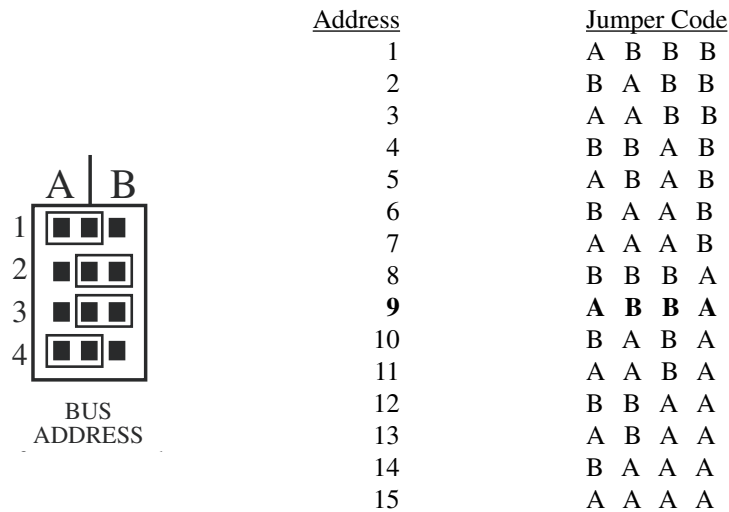 Address Jumper Code
1 A B B B
2 B A B B
3 A A B B
4 B B A B
5 A B A B
6 B A A B
7 A A A B
8 B B B A
9 A B B A
10 B A B A
11 A A B A
12 B B A A
13 A B A A
14 B A A A
15 A A A A
A B
1
2
3
4
BUS
ADDRESS